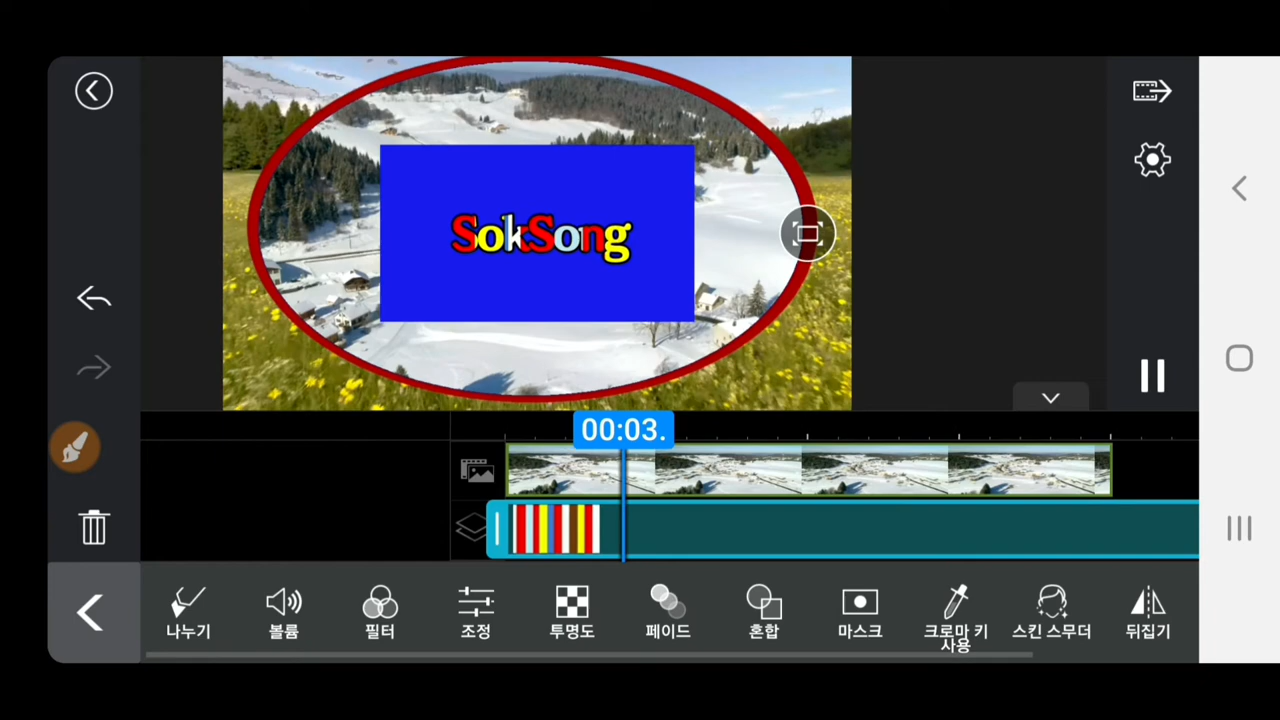 SokSong
00:03.
나누기
볼륨
필터
조정
투명도
페이드
혼합
마스크
크로마 키
사용
스킨 스무더
뒤집기